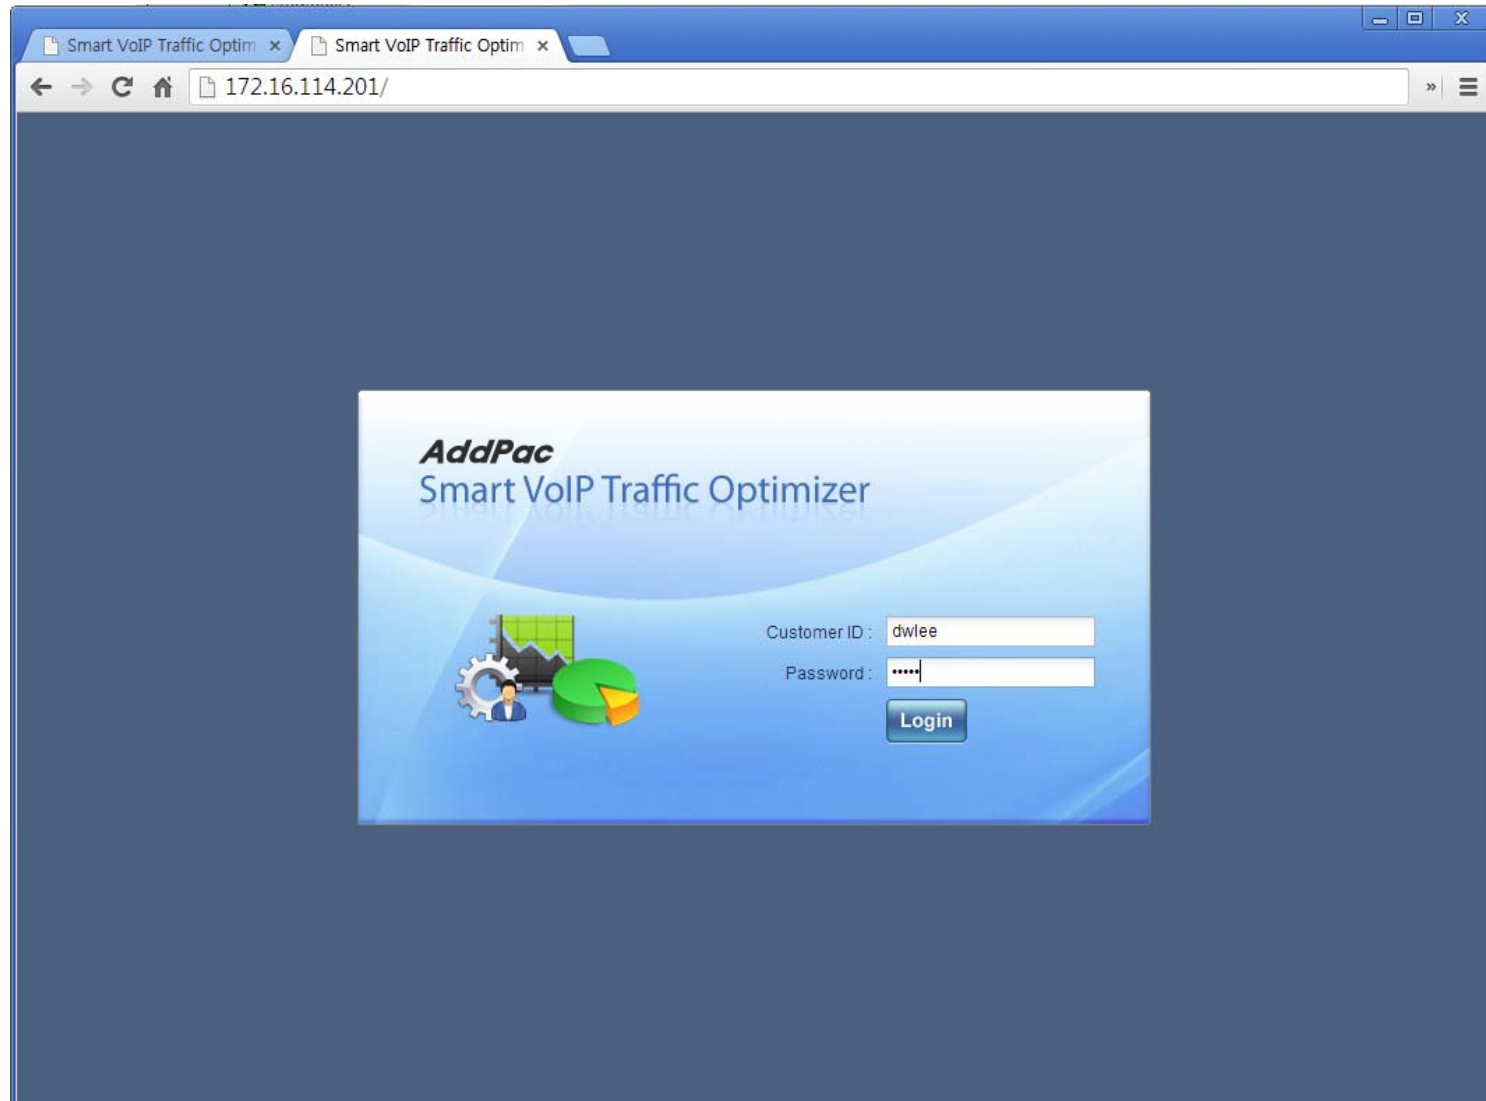 Smart VoIP Traffic Optim
Smart VoIP Traffic Optim
172.16.114.201/
AddPac
Smart VoIP Traffic Optimizer
Customer ID : dwlee
Password : •••••
Login